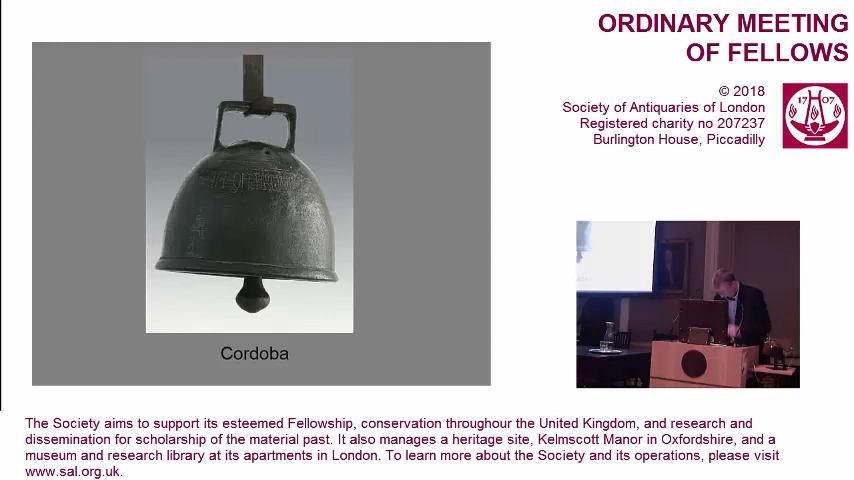 ORDINARY MEETING
OF FELLOWS
© 2018
Society of Antiquaries of London
Registered charity no 207237
Burlington House, Piccadilly
17 07
Cordoba
The Society aims to support its esteemed Fellowship, conservation throughour the United Kingdom, and research and
dissemination for scholarship of the material past. It also manages a heritage site, Kelmscott Manor in Oxfordshire, and a
museum and research library at its apartments in London. To learn more about the Society and its operations, please visit
www.sal.org.uk.